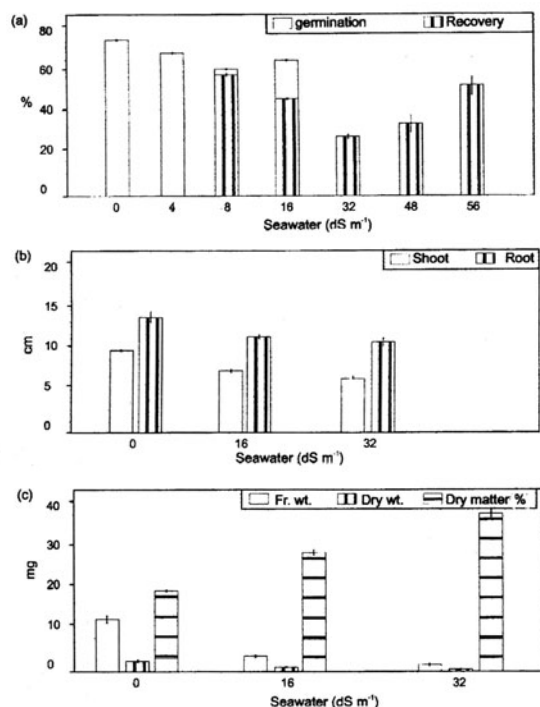 (a)
germination Recovery
80
60
%
40
20
0
0 4 8 16 32 48 56
Seawater (dS m⁻¹)
(b)
Shoot Root
20
15
cm
10
5
0
0 16 32
Seawater (dS m⁻¹)
(c)
Fr. wt. Dry wt. Dry matter %
40
30
mg
20
10
0
0 16 32
Seawater (dS m⁻¹)